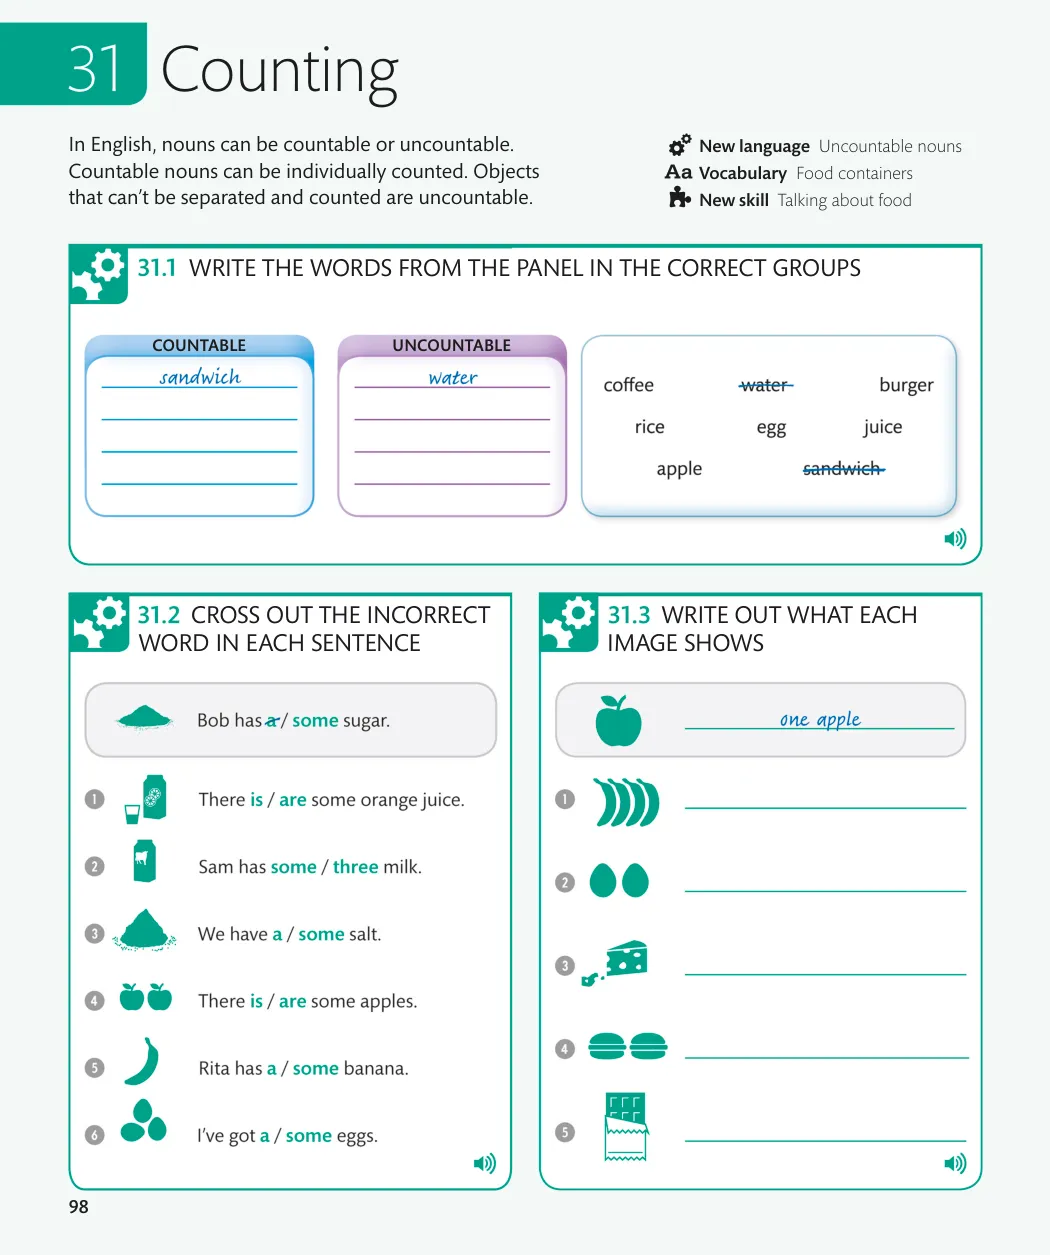 31 Counting
In English, nouns can be countable or uncountable.
Countable nouns can be individually counted. Objects
that can't be separated and counted are uncountable.
New language Uncountable nouns
Aa Vocabulary Food containers
New skill Talking about food
31.1 WRITE THE WORDS FROM THE PANEL IN THE CORRECT GROUPS
COUNTABLE
sandwich
UNCOUNTABLE
water
coffee water burger
rice egg juice
apple sandwich
31.2 CROSS OUT THE INCORRECT
WORD IN EACH SENTENCE
Bob has a / some sugar.
1 There is / are some orange juice.
2 Sam has some / three milk.
3 We have a / some salt.
4 There is / are some apples.
5 Rita has a / some banana.
6 I've got a / some eggs.
31.3 WRITE OUT WHAT EACH
IMAGE SHOWS
one apple
1
2
3
4
5
98